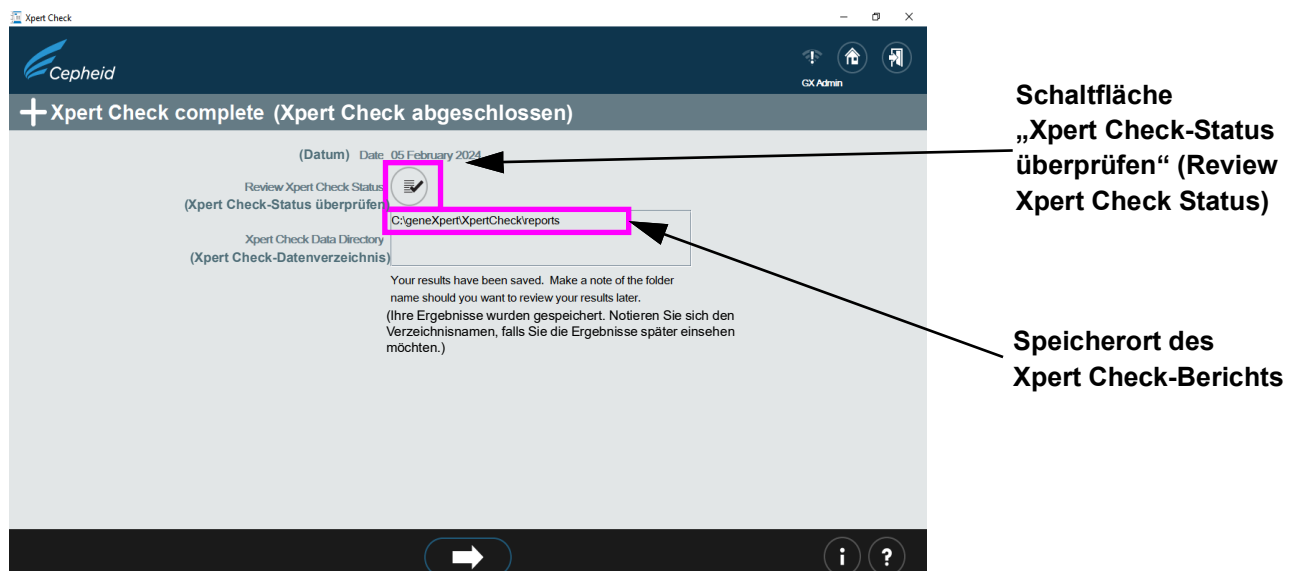 Xpert Check
Cepheid
GX Admin
Xpert Check complete (Xpert Check abgeschlossen)
(Datum) Date 05 February 2024
Review Xpert Check Status
(Xpert Check-Status überprüfen)
C:\geneXpert\XpertCheck\reports
Xpert Check Data Directory
(Xpert Check-Datenverzeichnis)
Your results have been saved. Make a note of the folder
name should you want to review your results later.
(Ihre Ergebnisse wurden gespeichert. Notieren Sie sich den
Verzeichnisnamen, falls Sie die Ergebnisse später einsehen
möchten.)
i ?
Schaltfläche
„Xpert Check-Status
überprüfen“ (Review
Xpert Check Status)
Speicherort des
Xpert Check-Berichts